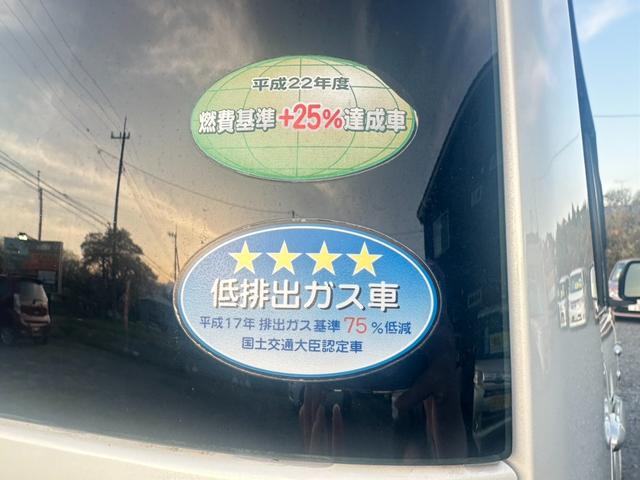 平成22年度
燃費基準+25%達成車
★★★★
低排出ガス車
平成17年 排出ガス基準75%低減
国土交通大臣認定車